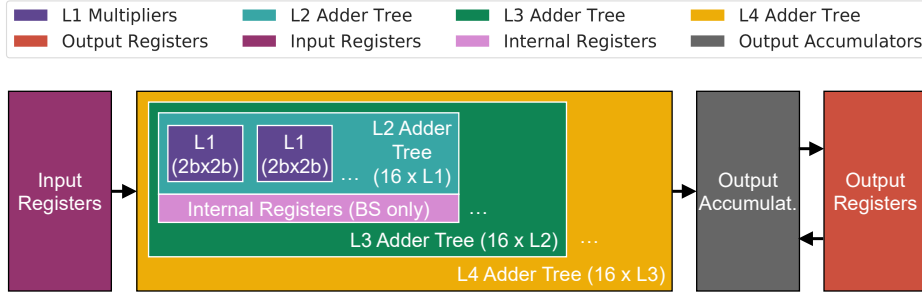 L1 Multipliers
L2 Adder Tree
L3 Adder Tree
L4 Adder Tree
Output Registers
Input Registers
Internal Registers
Output Accumulators
Input
Registers
L1
(2bx2b)
L1
(2bx2b)
...
L2 Adder
Tree
(16 x L1)
Internal Registers (BS only)
...
L3 Adder Tree (16 x L2)
...
L4 Adder Tree (16 x L3)
Output
Accumulat.
Output
Registers